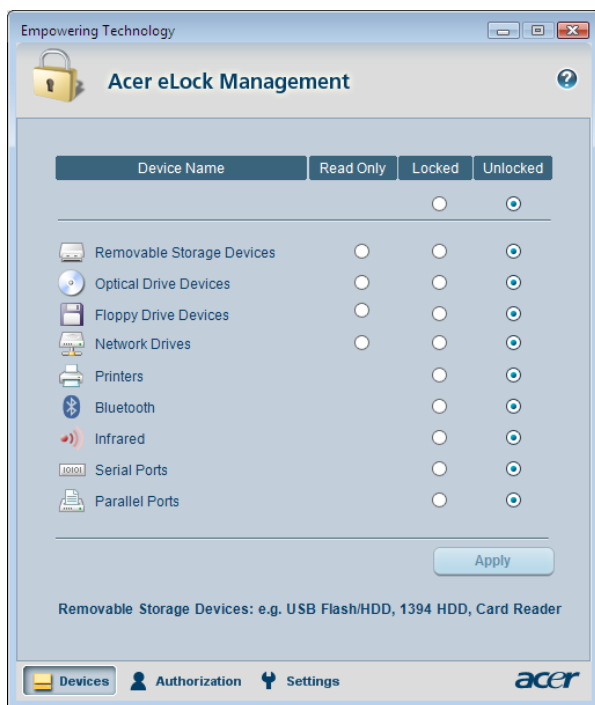 Empowering Technology
Acer eLock Management
?
Device Name Read Only Locked Unlocked
Removable Storage Devices
Optical Drive Devices
Floppy Drive Devices
Network Drives
Printers
Bluetooth
Infrared
10101 Serial Ports
Parallel Ports
Apply
Removable Storage Devices: e.g. USB Flash/HDD, 1394 HDD, Card Reader
Devices Authorization Settings acer